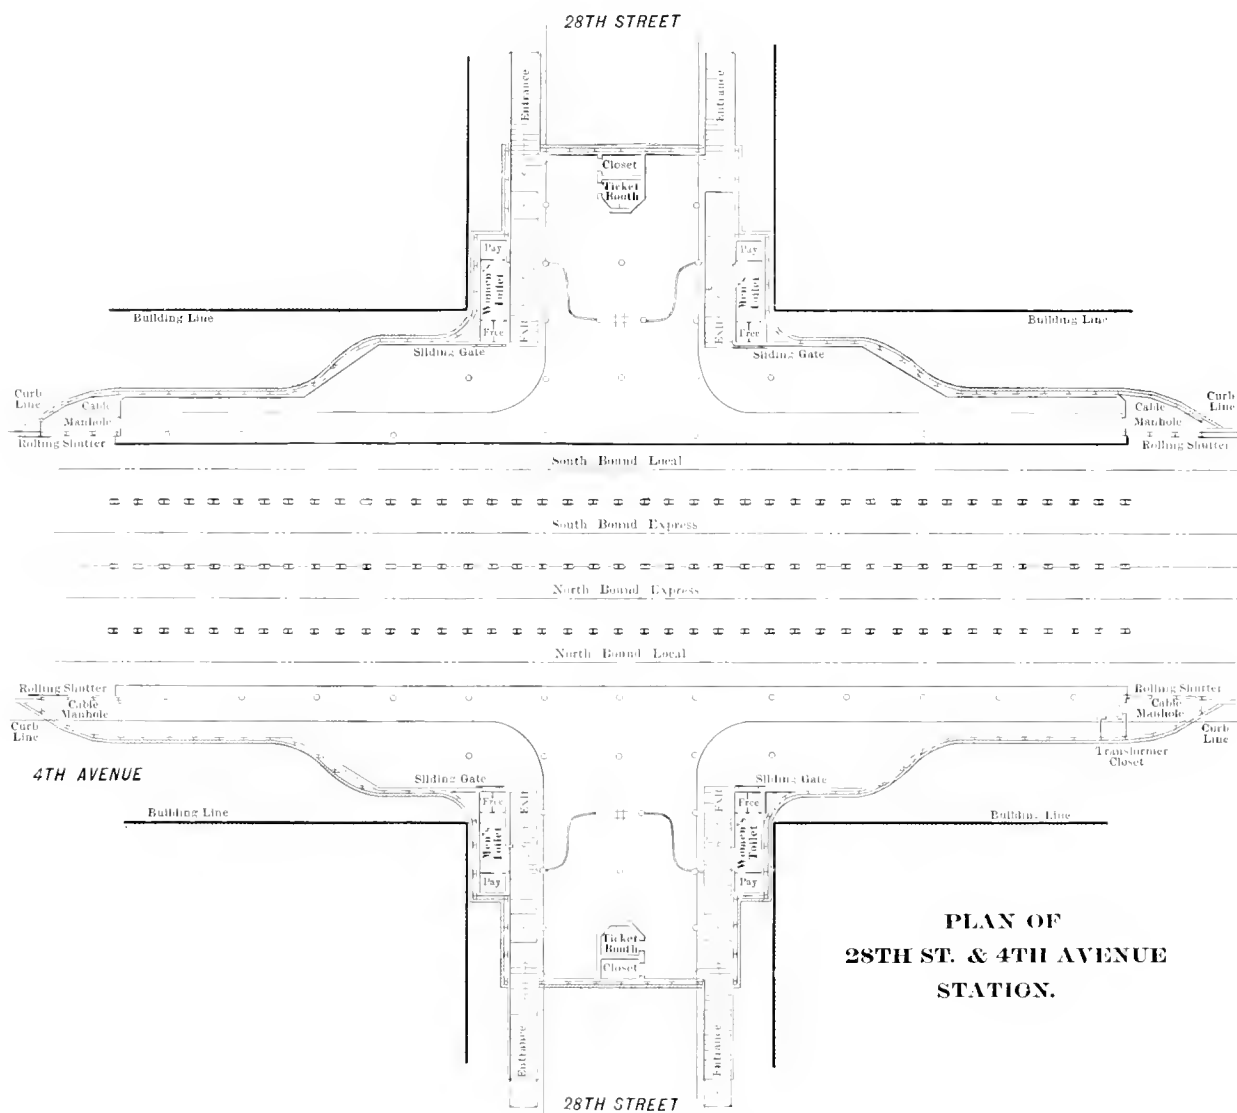 28TH STREET
Entrance
Entrance
Closet
Ticket
Booth
Pay
Pay
Women's
Toilet
Men's
Toilet
Free
Free
Exit
Exit
Building Line
Building Line
Sliding Gate
Sliding Gate
Curb
Line
Cable
Manhole
Rolling Shutter
Cable
Manhole
Rolling Shutter
Curb
Line
South Bound Local
South Bound Express
North Bound Express
North Bound Local
Rolling Shutter
Cable
Manhole
Curb
Line
Rolling Shutter
Cable
Manhole
Curb
Line
Transformer
Closet
4TH AVENUE
Sliding Gate
Sliding Gate
Free
Exit
Exit
Free
Building Line
Building Line
Men's
Toilet
Women's
Toilet
Pay
Pay
Ticket
Booth
Closet
PLAN OF
28TH ST. & 4TH AVENUE
STATION.
Entrance
Entrance
28TH STREET